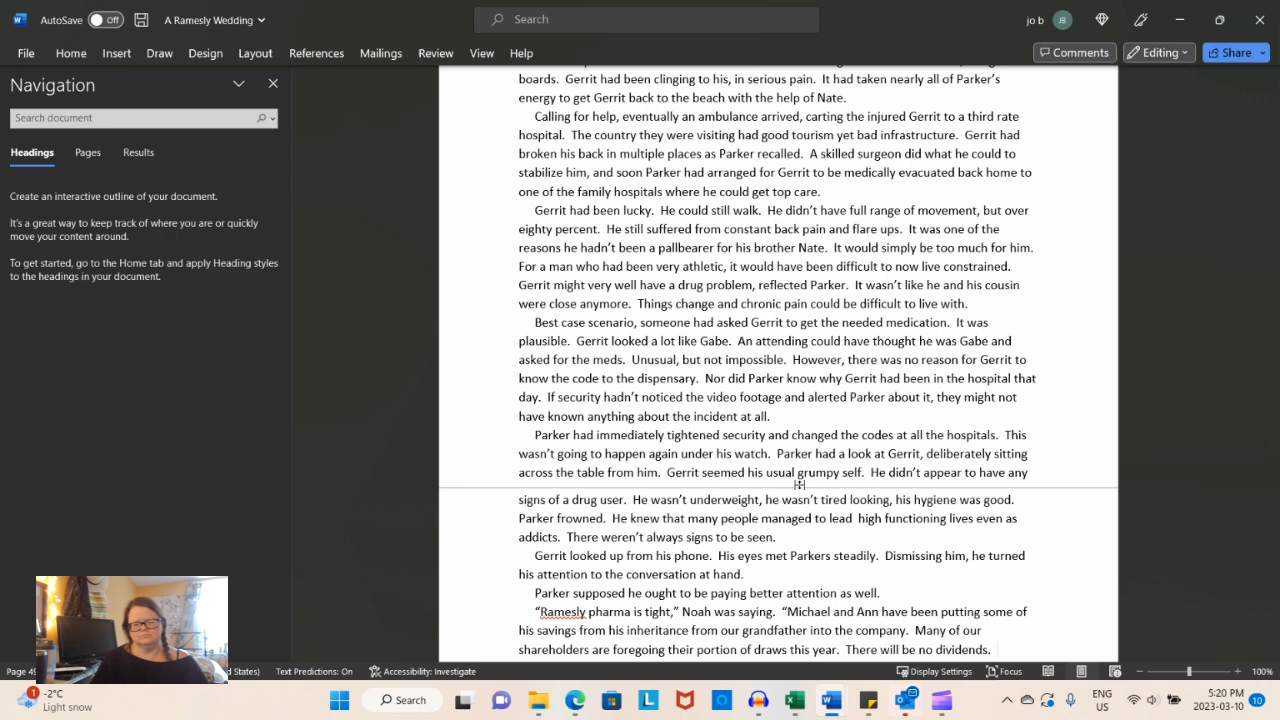 AutoSave Off A Ramesly Wedding Search jo b JB
File Home Insert Draw Design Layout References Mailings Review View Help Comments Editing Share
Navigation
Search document
Headings Pages Results
Create an interactive outline of your document.
It's a great way to keep track of where you are or quickly
move your content around.
To get started, go to the Home tab and apply Heading styles
to the headings in your document.
boards. Gerrit had been clinging to his, in serious pain. It had taken nearly all of Parker's
energy to get Gerrit back to the beach with the help of Nate.
Calling for help, eventually an ambulance arrived, carting the injured Gerrit to a third rate
hospital. The country they were visiting had good tourism yet bad infrastructure. Gerrit had
broken his back in multiple places as Parker recalled. A skilled surgeon did what he could to
stabilize him, and soon Parker had arranged for Gerrit to be medically evacuated back home to
one of the family hospitals where he could get top care.
Gerrit had been lucky. He could still walk. He didn't have full range of movement, but over
eighty percent. He still suffered from constant back pain and flare ups. It was one of the
reasons he hadn't been a pallbearer for his brother Nate. It would simply be too much for him.
For a man who had been very athletic, it would have been difficult to now live constrained.
Gerrit might very well have a drug problem, reflected Parker. It wasn't like he and his cousin
were close anymore. Things change and chronic pain could be difficult to live with.
Best case scenario, someone had asked Gerrit to get the needed medication. It was
plausible. Gerrit looked a lot like Gabe. An attending could have thought he was Gabe and
asked for the meds. Unusual, but not impossible. However, there was no reason for Gerrit to
know the code to the dispensary. Nor did Parker know why Gerrit had been in the hospital that
day. If security hadn't noticed the video footage and alerted Parker about it, they might not
have known anything about the incident at all.
Parker had immediately tightened security and changed the codes at all the hospitals. This
wasn't going to happen again under his watch. Parker had a look at Gerrit, deliberately sitting
across the table from him. Gerrit seemed his usual grumpy self. He didn't appear to have any
signs of a drug user. He wasn't underweight, he wasn't tired looking, his hygiene was good.
Parker frowned. He knew that many people managed to lead high functioning lives even as
addicts. There weren't always signs to be seen.
Gerrit looked up from his phone. His eyes met Parkers steadily. Dismissing him, he turned
his attention to the conversation at hand.
Parker supposed he ought to be paying better attention as well.
“Ramesly pharma is tight,” Noah was saying. “Michael and Ann have been putting some of
his savings from his inheritance from our grandfather into the company. Many of our
shareholders are foregoing their portion of draws this year. There will be no dividends.
Page 49 States) Text Predictions: On Accessibility: Investigate Display Settings Focus 100%
1 -2°C Light snow Search ENG US 5:20 PM 2023-03-10 10